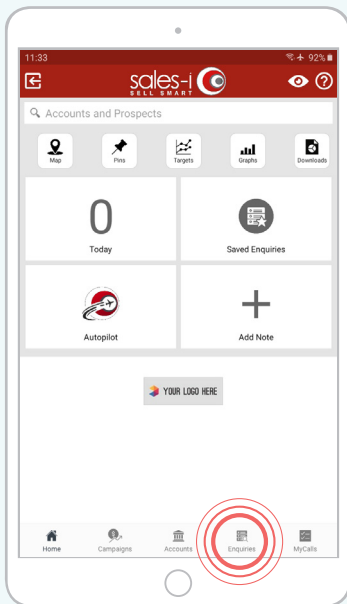 11:33
92%
sales-i
SELL SMART
Accounts and Prospects
Map
Pins
Targets
Graphs
Downloads
0
Today
Saved Enquiries
Autopilot
Add Note
YOUR LOGO HERE
Home
Campaigns
Accounts
Enquiries
MyCalls